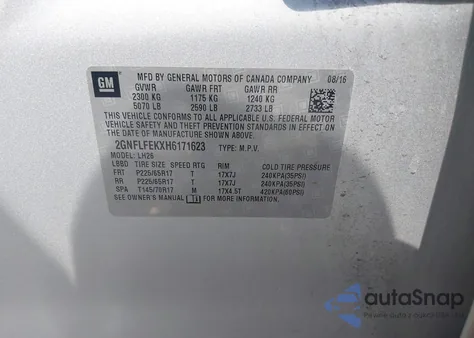 GM
MFD BY GENERAL MOTORS OF CANADA COMPANY 08/16
GVWR GAWR FRT GAWR RR
2300 KG 1175 KG 1240 KG
5070 LB 2590 LB 2733 LB
THIS VEHICLE CONFORMS TO ALL APPLICABLE U.S. FEDERAL MOTOR
VEHICLE SAFETY, BUMPER, AND THEFT PREVENTION STANDARDS IN
EFFECT ON THE DATE OF MANUFACTURE SHOWN ABOVE.
2GNFLFEKXH6171623 TYPE: M.P.V.
MODEL: LH26
LBBD TIRE SIZE SPEED RTG RIM COLD TIRE PRESSURE
FRT P225/65R17 T 17X7J 240KPA(35PSI)
RR P225/65R17 T 17X7J 240KPA(35PSI)
SPA T145/70R17 M 17X4.5T 420KPA(60PSI)
SEE OWNER'S MANUAL FOR MORE INFORMATION.
autoSnap